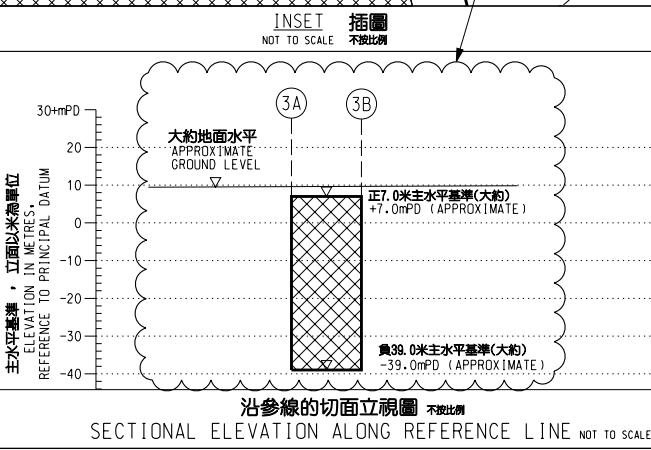 INSET 插圖
NOT TO SCALE 不按比例
3A 3B
30+mPD
大約地面水平
APPROXIMATE
GROUND LEVEL
20
10
正7.0米主水平基準(大約)
+7.0mPD (APPROXIMATE)
0
-10
-20
-30
負39.0米主水平基準(大約)
-39.0mPD (APPROXIMATE)
-40
主水平基準，立面以米為單位
ELEVATION IN METRES,
REFERENCE TO PRINCIPAL DATUM
沿參線的切面立視圖 不按比例
SECTIONAL ELEVATION ALONG REFERENCE LINE NOT TO SCALE